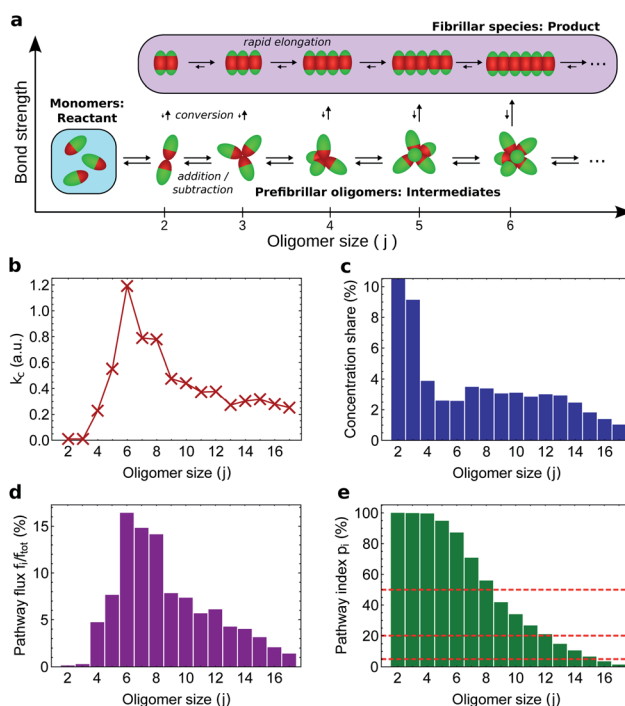 a
Fibrillar species: Product
rapid elongation
...
Bond strength
Monomers:
Reactant
conversion
addition /
subtraction
Prefibrillar oligomers: Intermediates
...
2 3 4 5 6
Oligomer size ( j )
b
k_c (a.u.)
1.2
1.0
0.8
0.6
0.4
0.2
0.0
2 4 6 8 10 12 14 16
Oligomer size (j)
c
Concentration share (%)
10
8
6
4
2
0
2 4 6 8 10 12 14 16
Oligomer size (j)
d
Pathway flux f_i/f_tot (%)
15
10
5
0
2 4 6 8 10 12 14 16
Oligomer size (j)
e
Pathway index p_i (%)
100
80
60
40
20
0
2 4 6 8 10 12 14 16
Oligomer size (j)